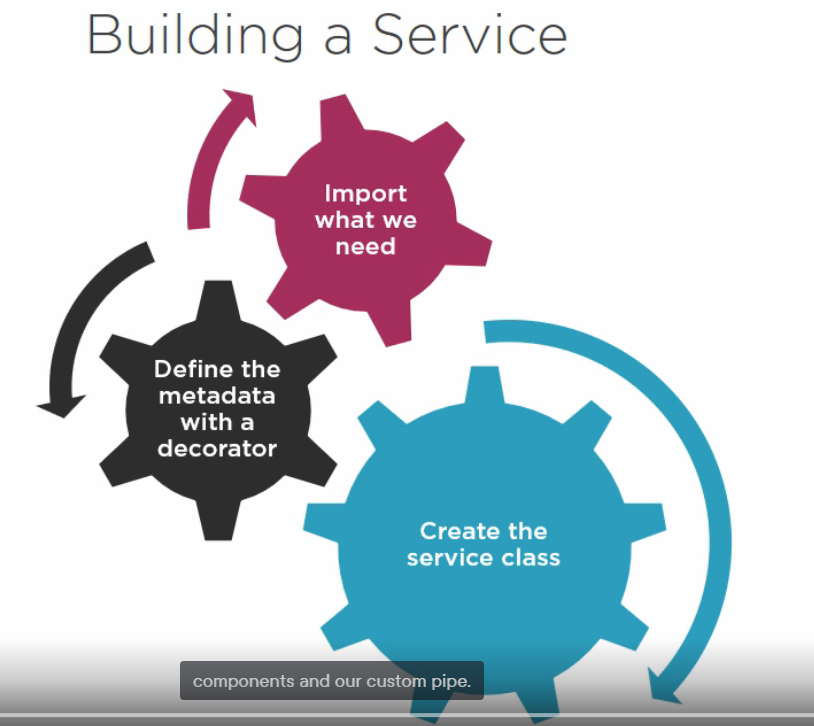 Building a Service
Import
what we
need
Define the
metadata
with a
decorator
Create the
service class
components and our custom pipe.